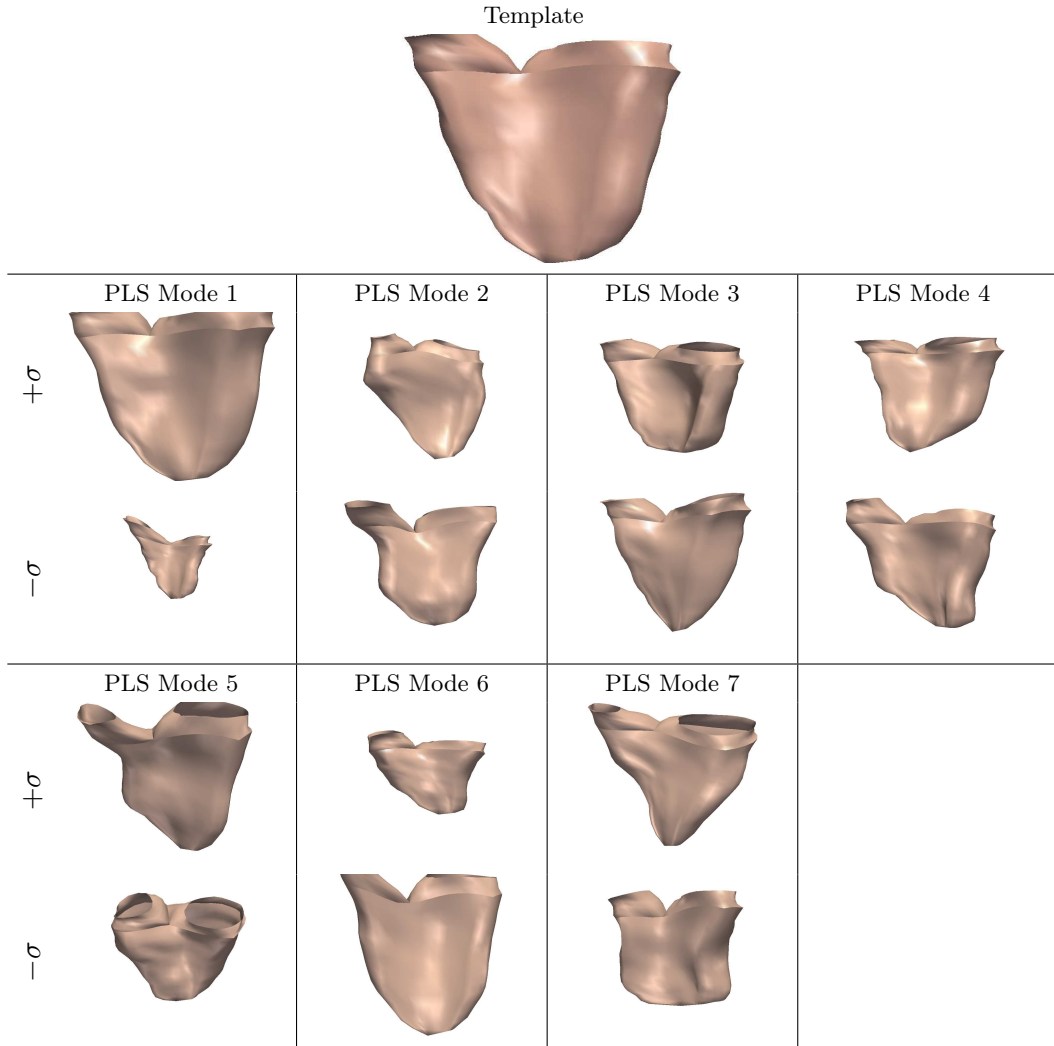 Template
PLS Mode 1 PLS Mode 2 PLS Mode 3 PLS Mode 4
+σ
−σ
PLS Mode 5 PLS Mode 6 PLS Mode 7
+σ
−σ